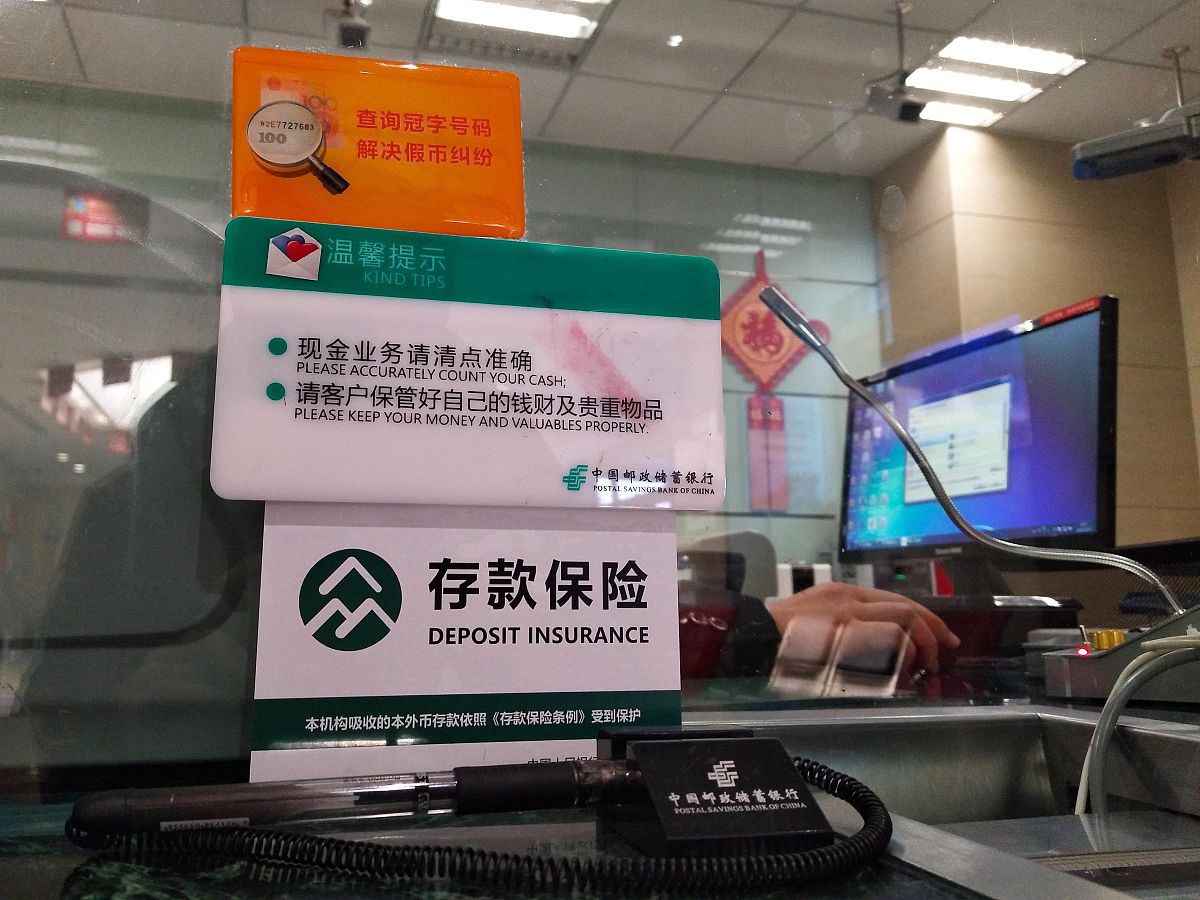 W2E7727683
100
100
查询冠字号码
解决假币纠纷
温馨提示
KIND TIPS
现金业务请清点准确
PLEASE ACCURATELY COUNT YOUR CASH;
请客户保管好自己的钱财及贵重物品
PLEASE KEEP YOUR MONEY AND VALUABLES PROPERLY.
中国邮政储蓄银行
POSTAL SAVINGS BANK OF CHINA
福
存款保险
DEPOSIT INSURANCE
本机构吸收的本外币存款依照《存款保险条例》受到保护
中国邮政储蓄银行
POSTAL SAVINGS BANK OF CHINA